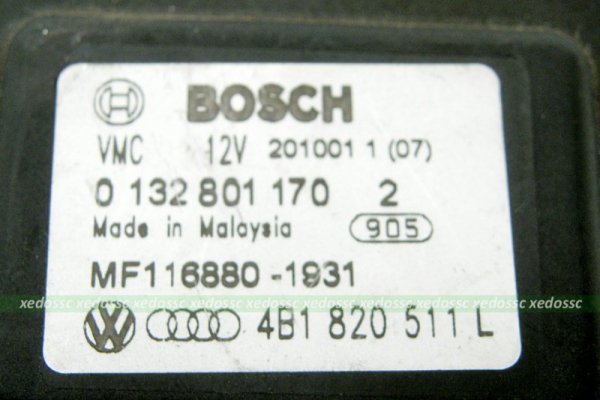 BOSCH
VMC 12V 201001 1 (07)
0 132 801 170 2
Made in Malaysia 905
MF116880-1931
xedossc xedossc xedossc xedossc xedossc xedossc xedossc xedossc xedossc xedossc
4B1 820 511 L